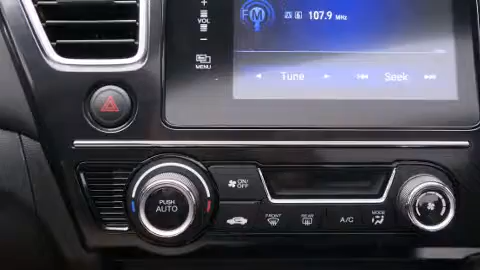 +
VOL
−
MENU
FM
107.9 MHz
Tune
Seek
ON/
OFF
PUSH
AUTO
FRONT
REAR
A/C
MODE